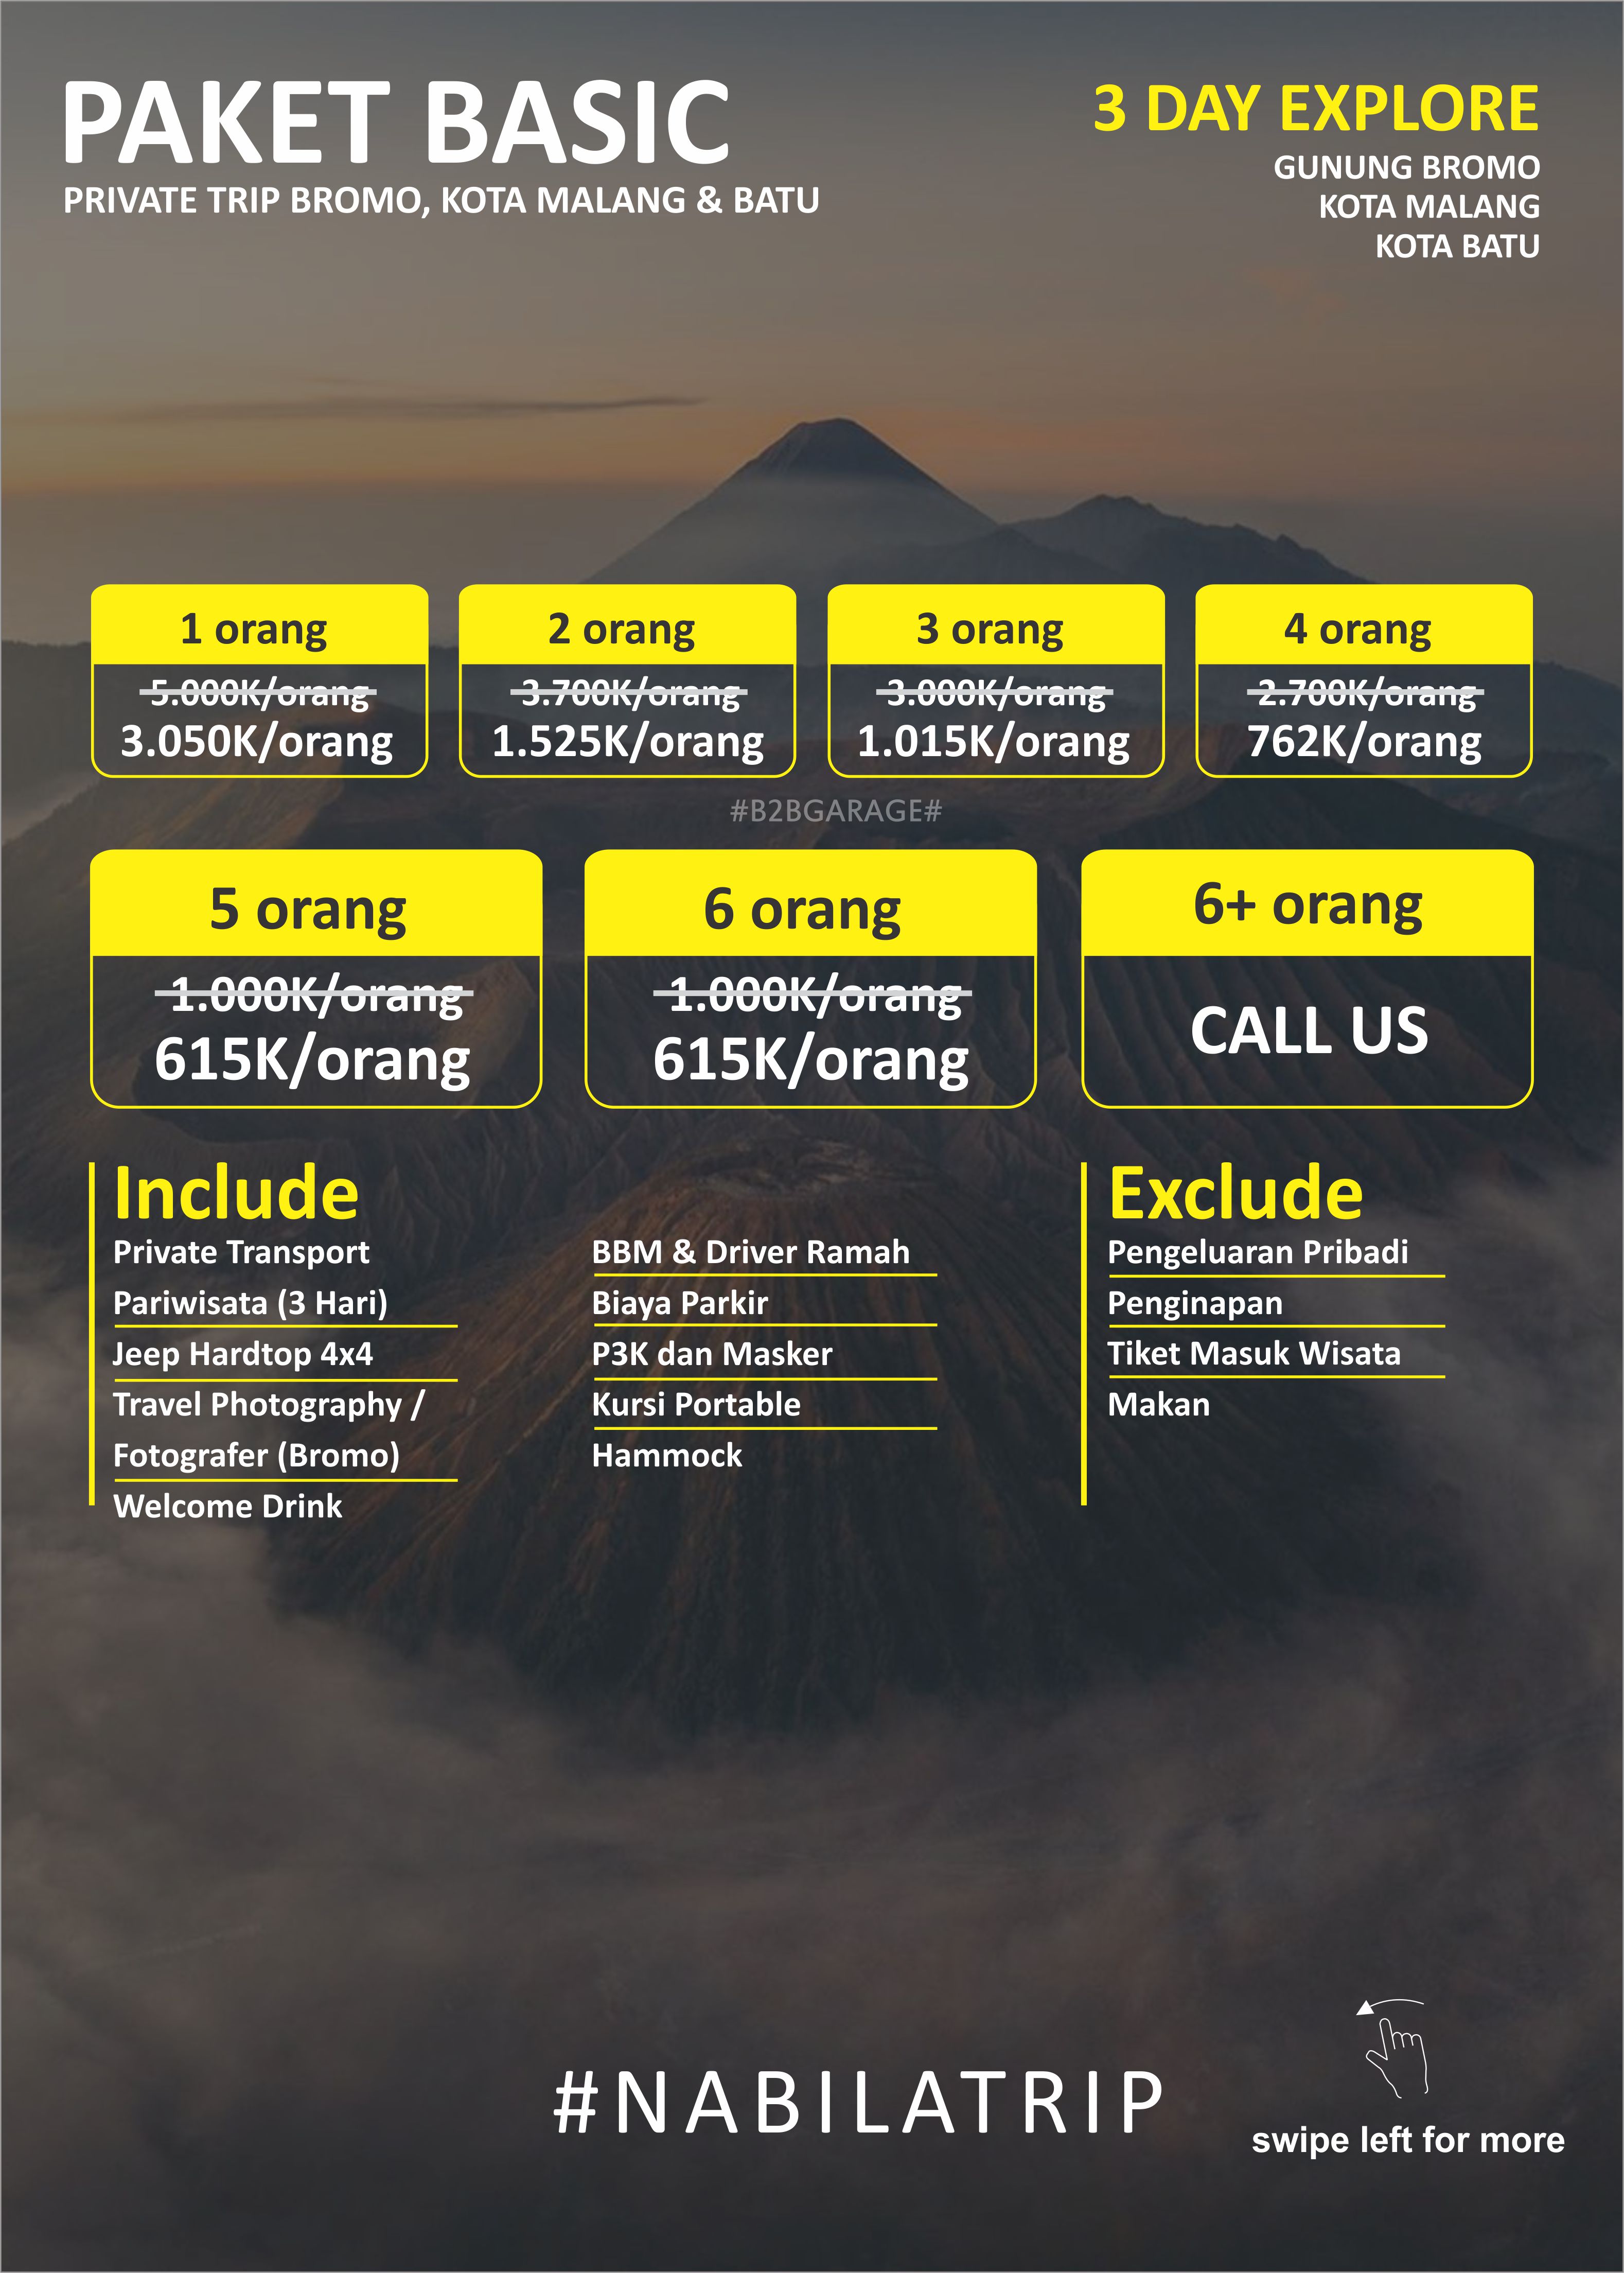 PAKET BASIC
PRIVATE TRIP BROMO, KOTA MALANG & BATU
3 DAY EXPLORE
GUNUNG BROMO
KOTA MALANG
KOTA BATU
1 orang
5.000K/orang
3.050K/orang
2 orang
3.700K/orang
1.525K/orang
3 orang
3.000K/orang
1.015K/orang
4 orang
2.700K/orang
762K/orang
#B2BGARAGE#
5 orang
1.000K/orang
615K/orang
6 orang
1.000K/orang
615K/orang
6+ orang
CALL US
Include
Private Transport
Pariwisata (3 Hari)
Jeep Hardtop 4x4
Travel Photography /
Fotografer (Bromo)
Welcome Drink
BBM & Driver Ramah
Biaya Parkir
P3K dan Masker
Kursi Portable
Hammock
Exclude
Pengeluaran Pribadi
Penginapan
Tiket Masuk Wisata
Makan
#NABILATRIP
swipe left for more